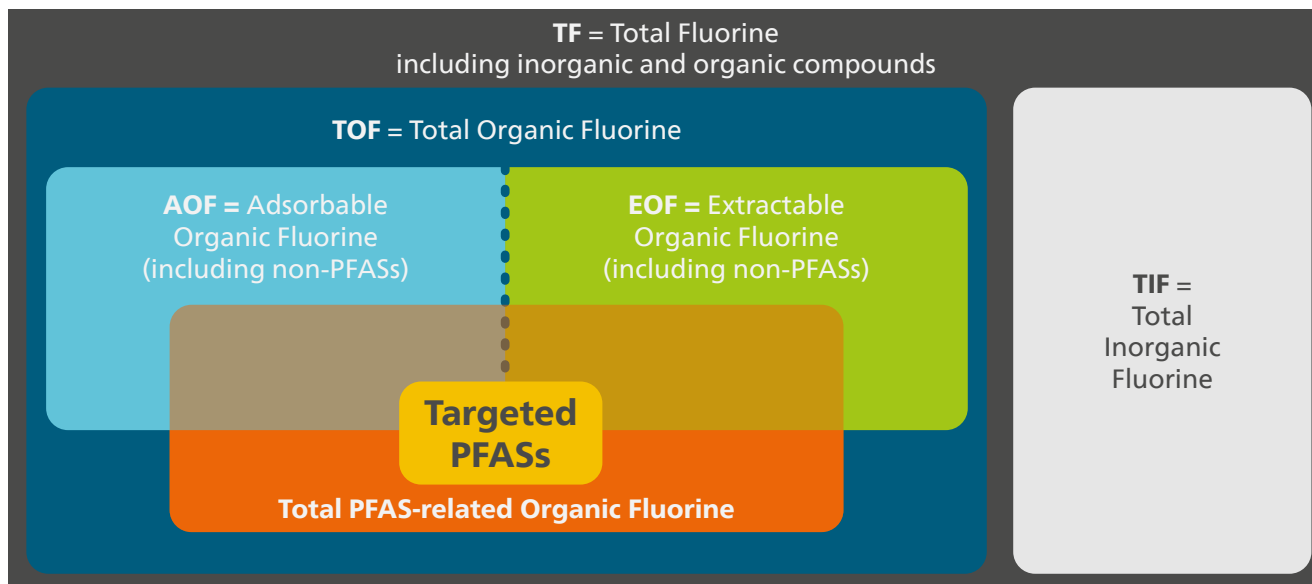 TF = Total Fluorine
including inorganic and organic compounds
TOF = Total Organic Fluorine
AOF = Adsorbable
Organic Fluorine
(including non-PFASs)
EOF = Extractable
Organic Fluorine
(including non-PFASs)
Targeted
PFASs
Total PFAS-related Organic Fluorine
TIF =
Total
Inorganic
Fluorine